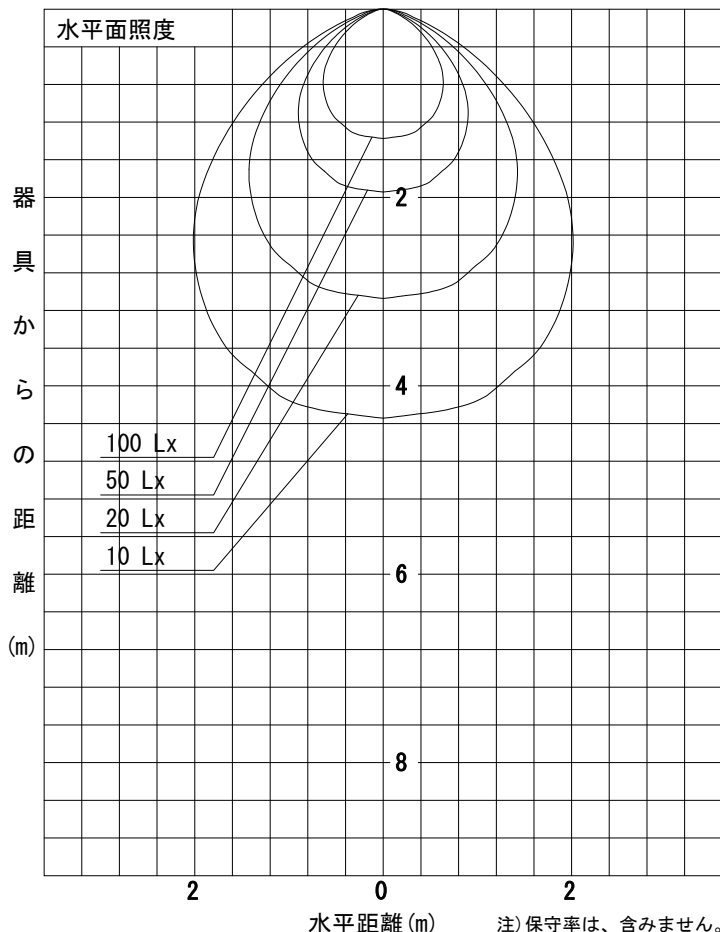 水平面照度
器具からの距離(m)
2
4
6
8
100 Lx
50 Lx
20 Lx
10 Lx
2 0 2
水平距離(m)
注)保守率は、含みません。